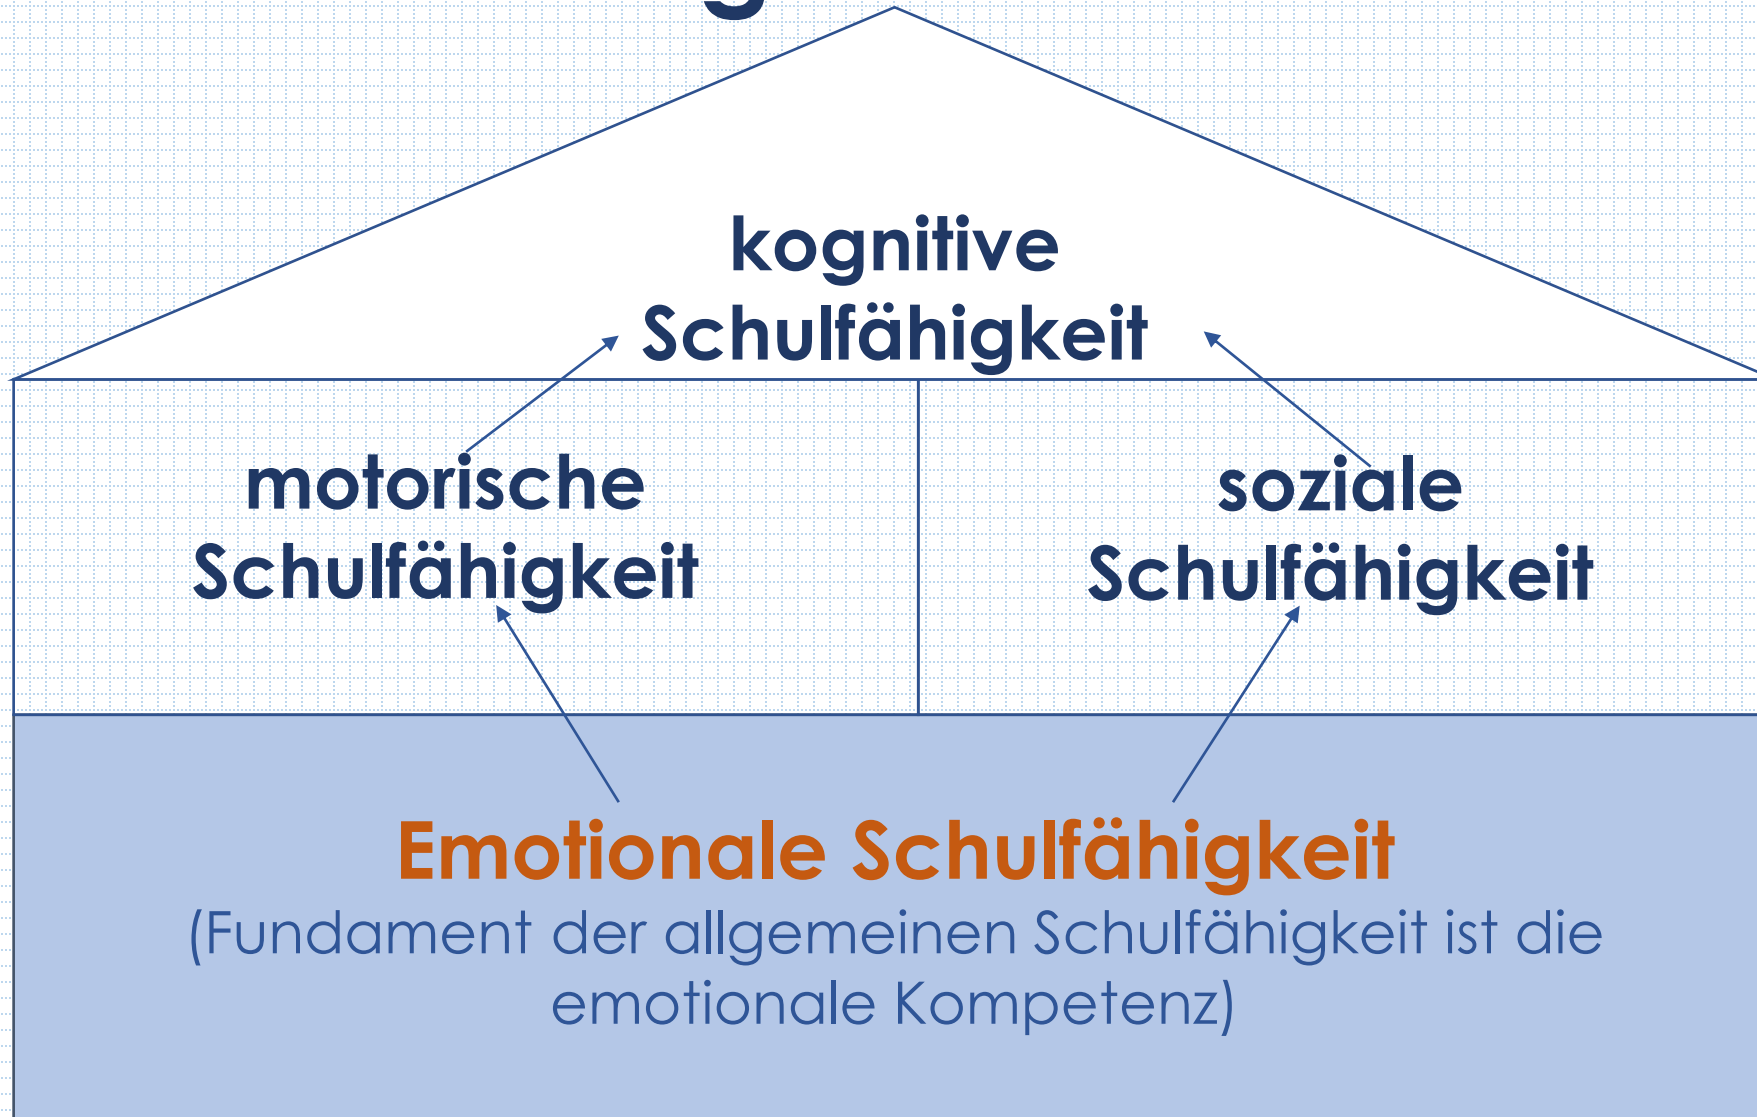 kognitive
Schulfähigkeit
motorische
Schulfähigkeit
soziale
Schulfähigkeit
Emotionale Schulfähigkeit
(Fundament der allgemeinen Schulfähigkeit ist die
emotionale Kompetenz)